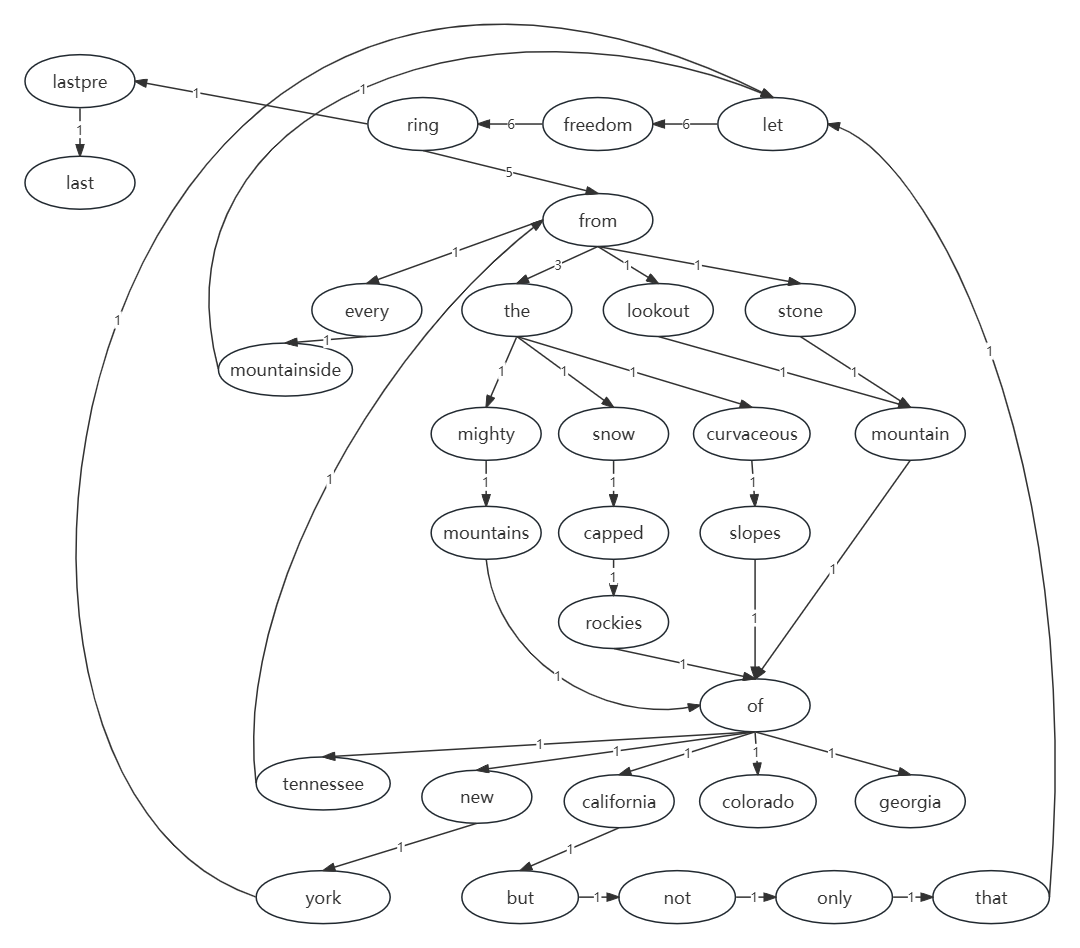 lastpre
1
1
ring
6
freedom
6
let
1
last
5
from
1
3
1
1
every
the
lookout
stone
1
mountainside
1
1
1
1
1
1
1
mighty
snow
curvaceous
mountain
1
1
1
1
mountains
capped
slopes
1
1
1
rockies
1
1
of
1
1
1
1
1
tennessee
new
california
colorado
georgia
1
1
york
but
1
not
1
only
1
that